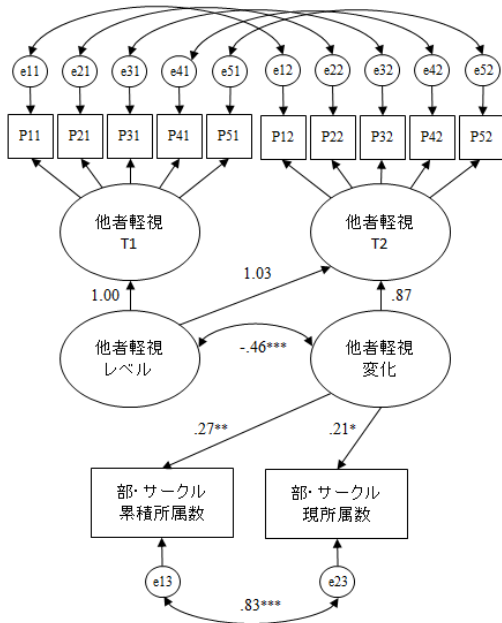 e11 e21 e31 e41 e51 e12 e22 e32 e42 e52
P11 P21 P31 P41 P51 P12 P22 P32 P42 P52
他者軽視
T1
他者軽視
T2
1.00
1.03
.87
他者軽視
レベル
-.46***
他者軽視
変化
.27**
.21*
部・サークル
累積所属数
部・サークル
現所属数
e13
e23
.83***